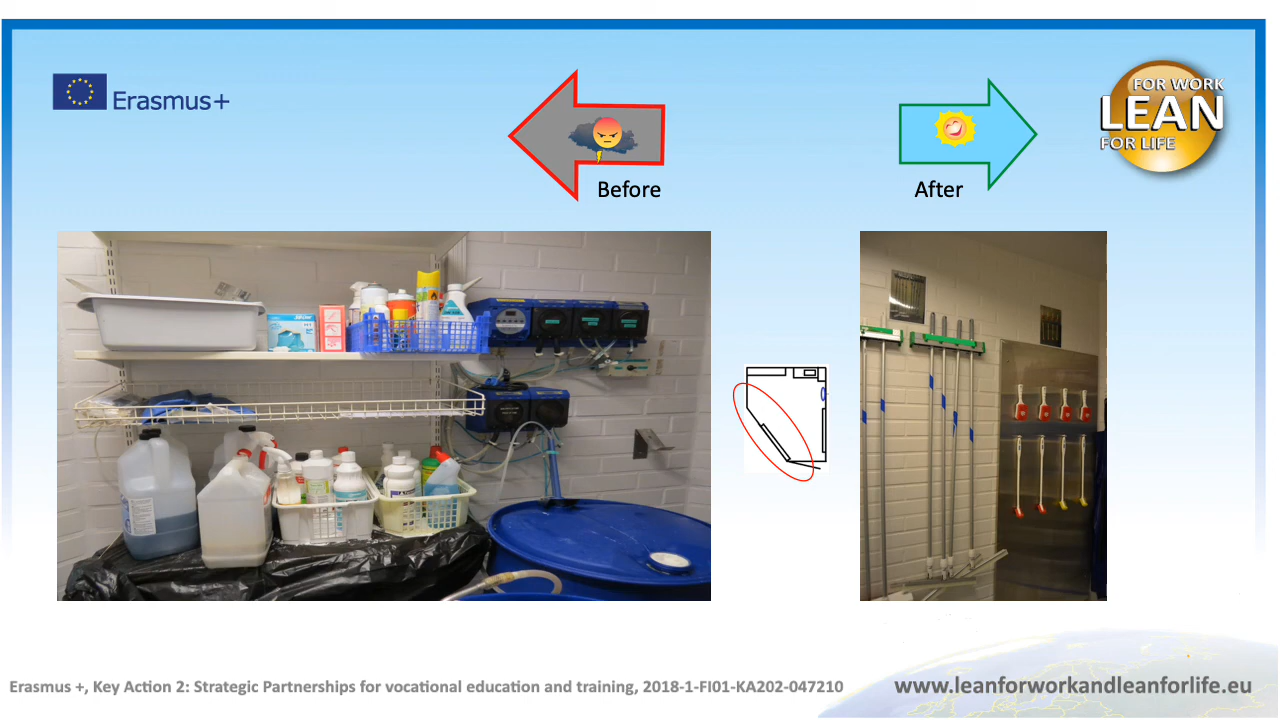 Erasmus+
FOR WORK
LEAN
FOR LIFE
Before
After
Erasmus +, Key Action 2: Strategic Partnerships for vocational education and training, 2018-1-FI01-KA202-047210
www.leanforworkandleanforlife.eu